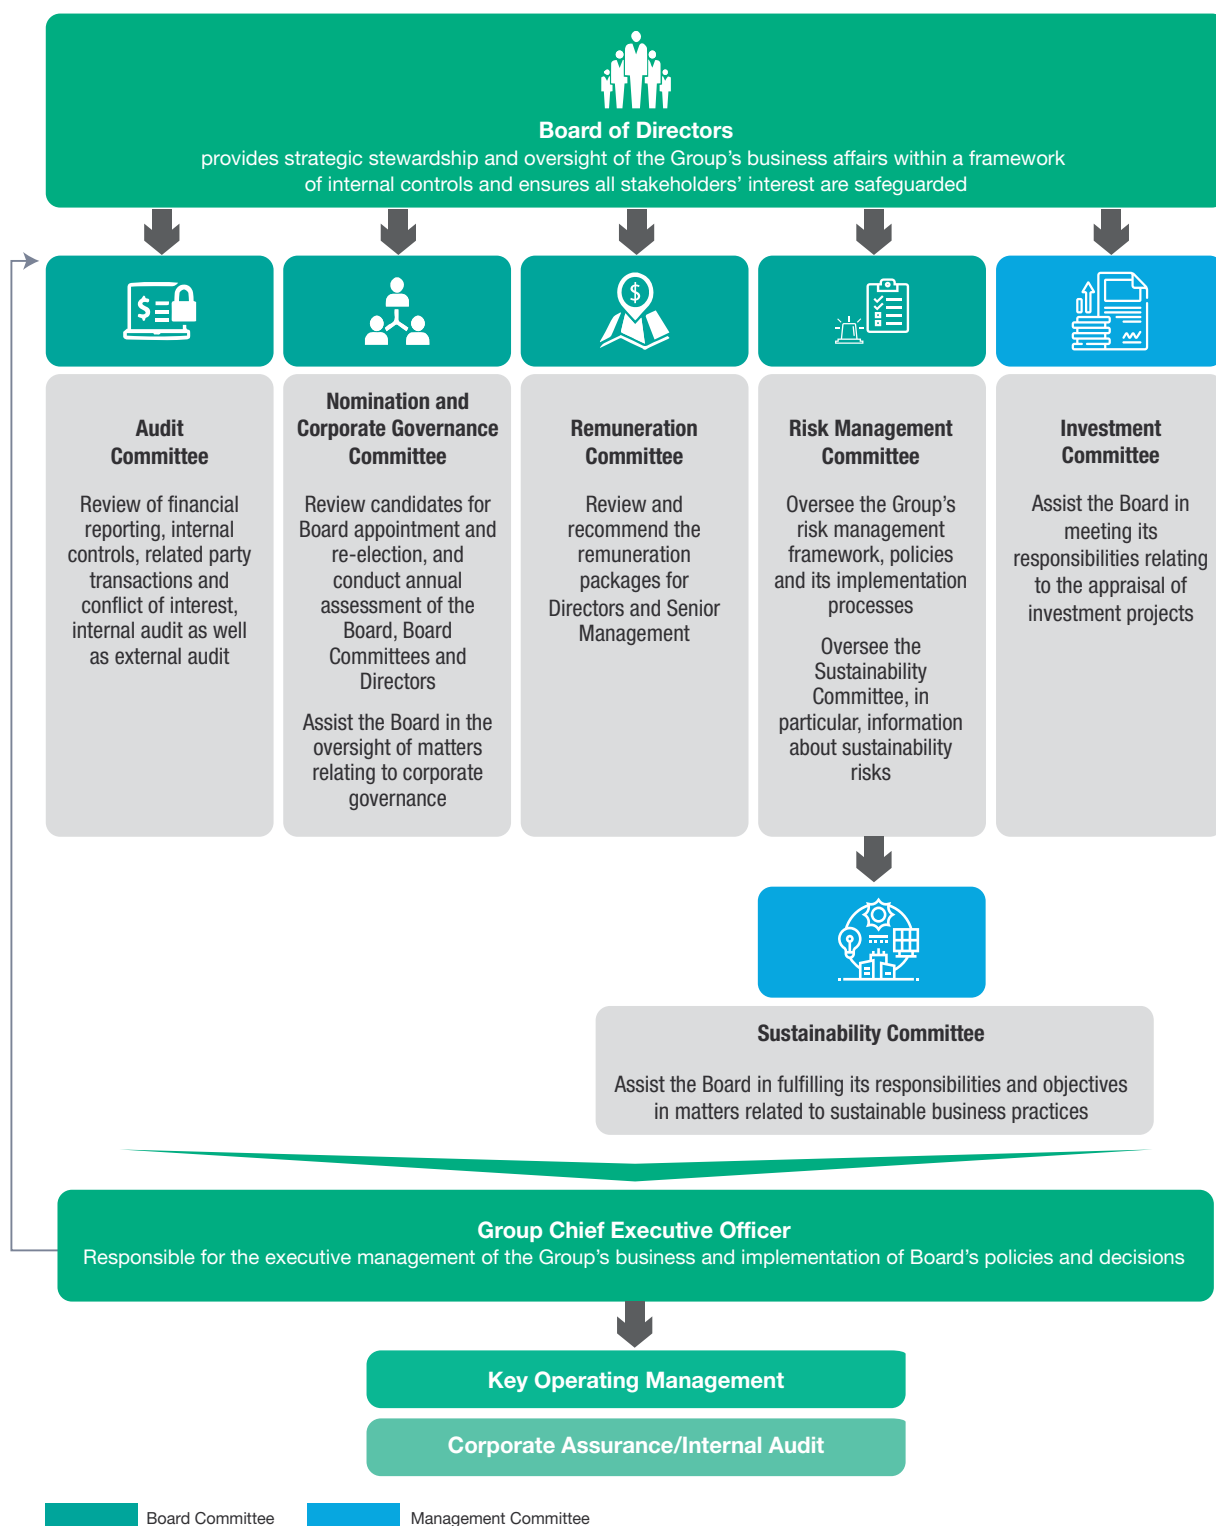 Board of Directors
provides strategic stewardship and oversight of the Group’s business affairs within a framework
of internal controls and ensures all stakeholders’ interest are safeguarded
$
$
Audit
Committee
Review of financial
reporting, internal
controls, related party
transactions and
conflict of interest,
internal audit as well
as external audit
Nomination and
Corporate Governance
Committee
Review candidates for
Board appointment and
re-election, and
conduct annual
assessment of the
Board, Board
Committees and
Directors
Assist the Board in the
oversight of matters
relating to corporate
governance
Remuneration
Committee
Review and
recommend the
remuneration
packages for
Directors and Senior
Management
Risk Management
Committee
Oversee the Group’s
risk management
framework, policies
and its implementation
processes
Oversee the
Sustainability
Committee, in
particular, information
about sustainability
risks
Investment
Committee
Assist the Board in
meeting its
responsibilities relating
to the appraisal of
investment projects
Sustainability Committee
Assist the Board in fulfilling its responsibilities and objectives
in matters related to sustainable business practices
Group Chief Executive Officer
Responsible for the executive management of the Group’s business and implementation of Board’s policies and decisions
Key Operating Management
Corporate Assurance/Internal Audit
Board Committee
Management Committee